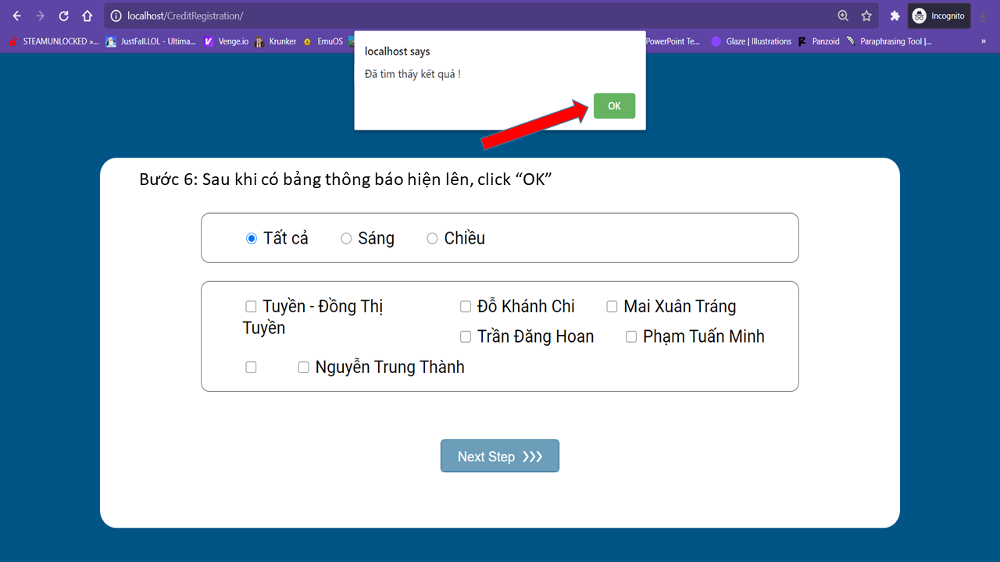 localhost/CreditRegistration/
Incognito
STEAMUNLOCKED »...
JustFall.LOL - Ultima...
Venge.io
Krunker
EmuOS
PowerPoint Te...
Glaze | Illustrations
Panzoid
Paraphrasing Tool |...
»
localhost says
Đã tìm thấy kết quả !
OK
Bước 6: Sau khi có bảng thông báo hiện lên, click “OK”
Tất cả Sáng Chiều
Tuyền - Đồng Thị Tuyền
Đỗ Khánh Chi Mai Xuân Tráng
Trần Đăng Hoan Phạm Tuấn Minh
Nguyễn Trung Thành
Next Step ❯❯❯